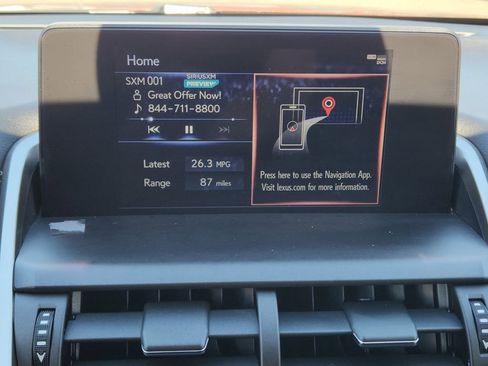 Home
SXM 001
SIRIUSXM
PREVIEW
Great Offer Now!
844-711-8800
Latest 26.3 MPG
Range 87 miles
Press here to use the Navigation App.
Visit lexus.com for more information.